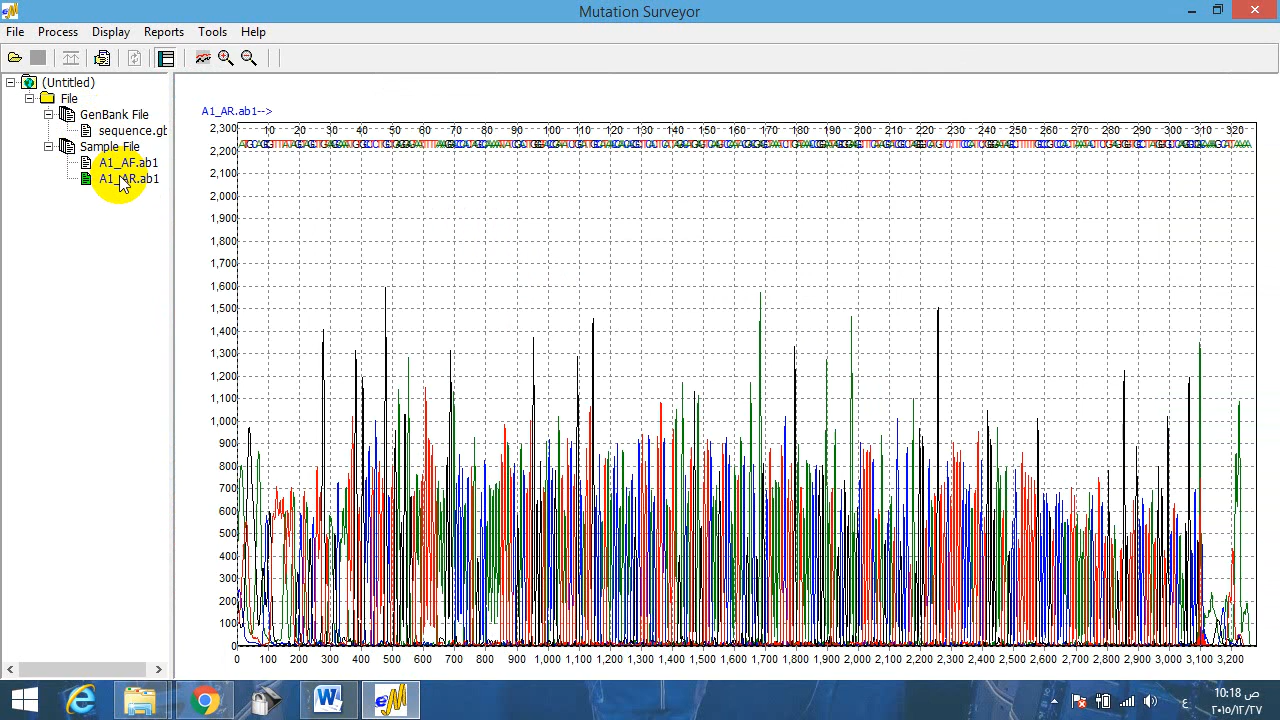 Mutation Surveyor
File Process Display Reports Tools Help
(Untitled)
File
GenBank File
sequence.gb
Sample File
A1_AF.ab1
A1_AR.ab1
A1_AR.ab1-->
10 20 30 40 50 60 70 80 90 100 110 120 130 140 150 160 170 180 190 200 210 220 230 240 250 260 270 280 290 300 310 320
2,300
2,200
2,100
2,000
1,900
1,800
1,700
1,600
1,500
1,400
1,300
1,200
1,100
1,000
900
800
700
600
500
400
300
200
100
0
0 100 200 300 400 500 600 700 800 900 1,000 1,100 1,200 1,300 1,400 1,500 1,600 1,700 1,800 1,900 2,000 2,100 2,200 2,300 2,400 2,500 2,600 2,700 2,800 2,900 3,000 3,100 3,200
ع
10:18 ص
٢٠١٥/١٢/٢٧